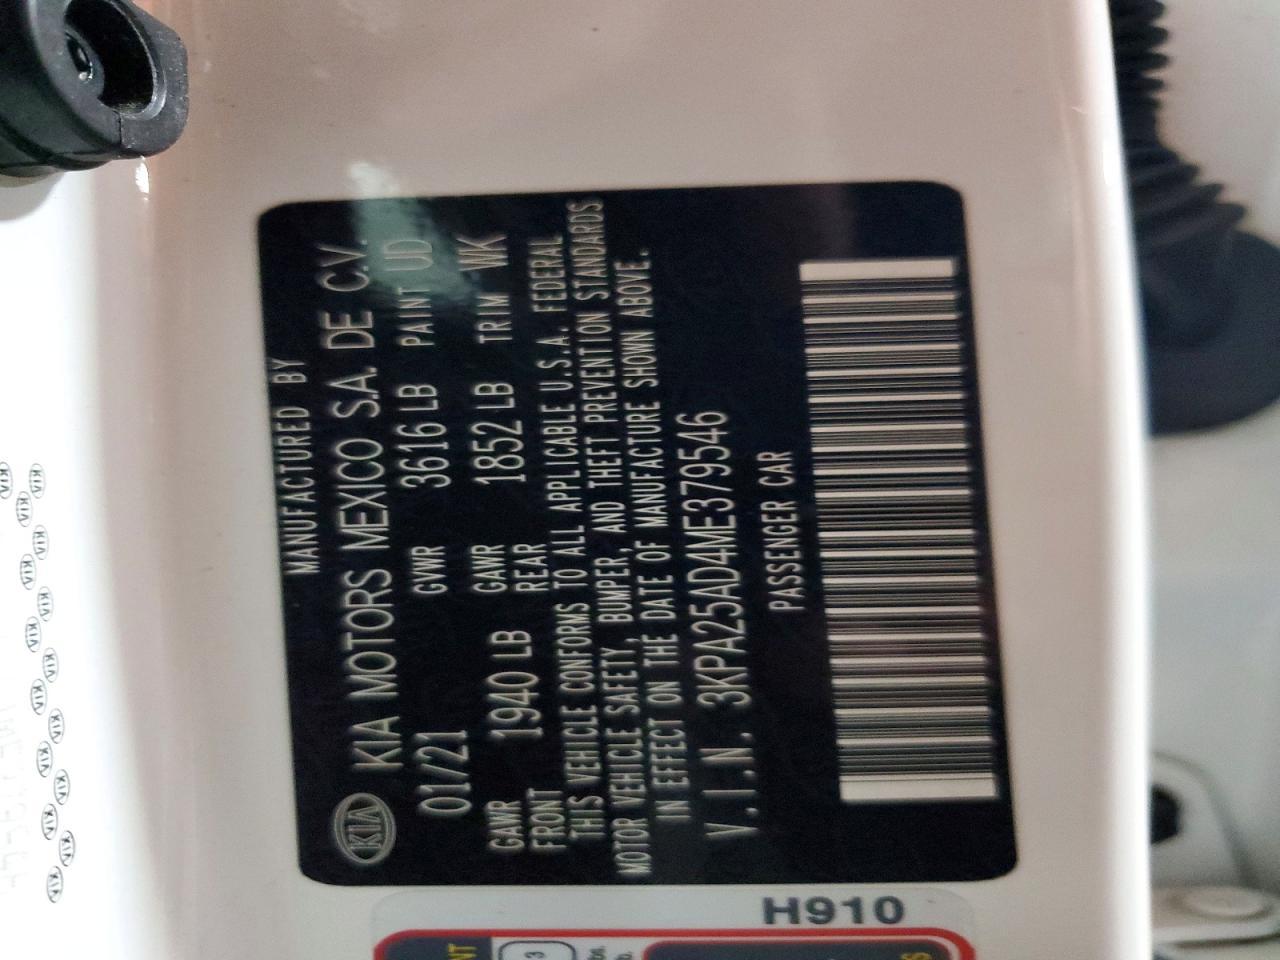 MANUFACTURED BY
KIA KIA MOTORS MEXICO S.A. DE C.V.
01/21 GVWR 3616 LB PAINT UD
GAWR FRONT 1940 LB GAWR REAR 1852 LB TRIM WK
THIS VEHICLE CONFORMS TO ALL APPLICABLE U.S.A. FEDERAL
MOTOR VEHICLE SAFETY, BUMPER, AND THEFT PREVENTION STANDARDS
IN EFFECT ON THE DATE OF MANUFACTURE SHOWN ABOVE.
V.I.N. 3KPA25AD4ME379546
PASSENGER CAR
H910